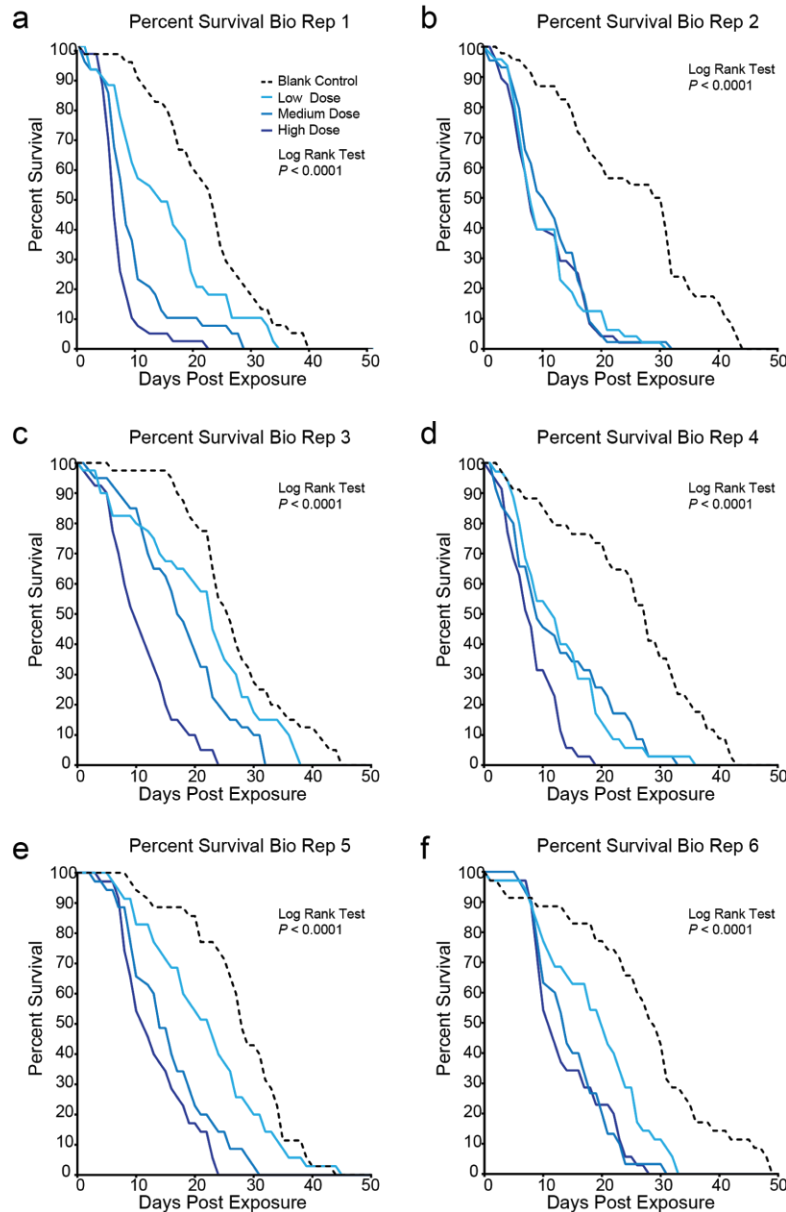 a
Percent Survival Bio Rep 1
100
90
80
70
60
50
40
30
20
10
0
Percent Survival
Blank Control
Low Dose
Medium Dose
High Dose
Log Rank Test
P < 0.0001
0 10 20 30 40 50
Days Post Exposure
b
Percent Survival Bio Rep 2
100
90
80
70
60
50
40
30
20
10
0
Percent Survival
Log Rank Test
P < 0.0001
0 10 20 30 40 50
Days Post Exposure
c
Percent Survival Bio Rep 3
100
90
80
70
60
50
40
30
20
10
0
Percent Survival
Log Rank Test
P < 0.0001
0 10 20 30 40 50
Days Post Exposure
d
Percent Survival Bio Rep 4
100
90
80
70
60
50
40
30
20
10
0
Percent Survival
Log Rank Test
P < 0.0001
0 10 20 30 40 50
Days Post Exposure
e
Percent Survival Bio Rep 5
100
90
80
70
60
50
40
30
20
10
0
Percent Survival
Log Rank Test
P < 0.0001
0 10 20 30 40 50
Days Post Exposure
f
Percent Survival Bio Rep 6
100
90
80
70
60
50
40
30
20
10
0
Percent Survival
Log Rank Test
P < 0.0001
0 10 20 30 40 50
Days Post Exposure